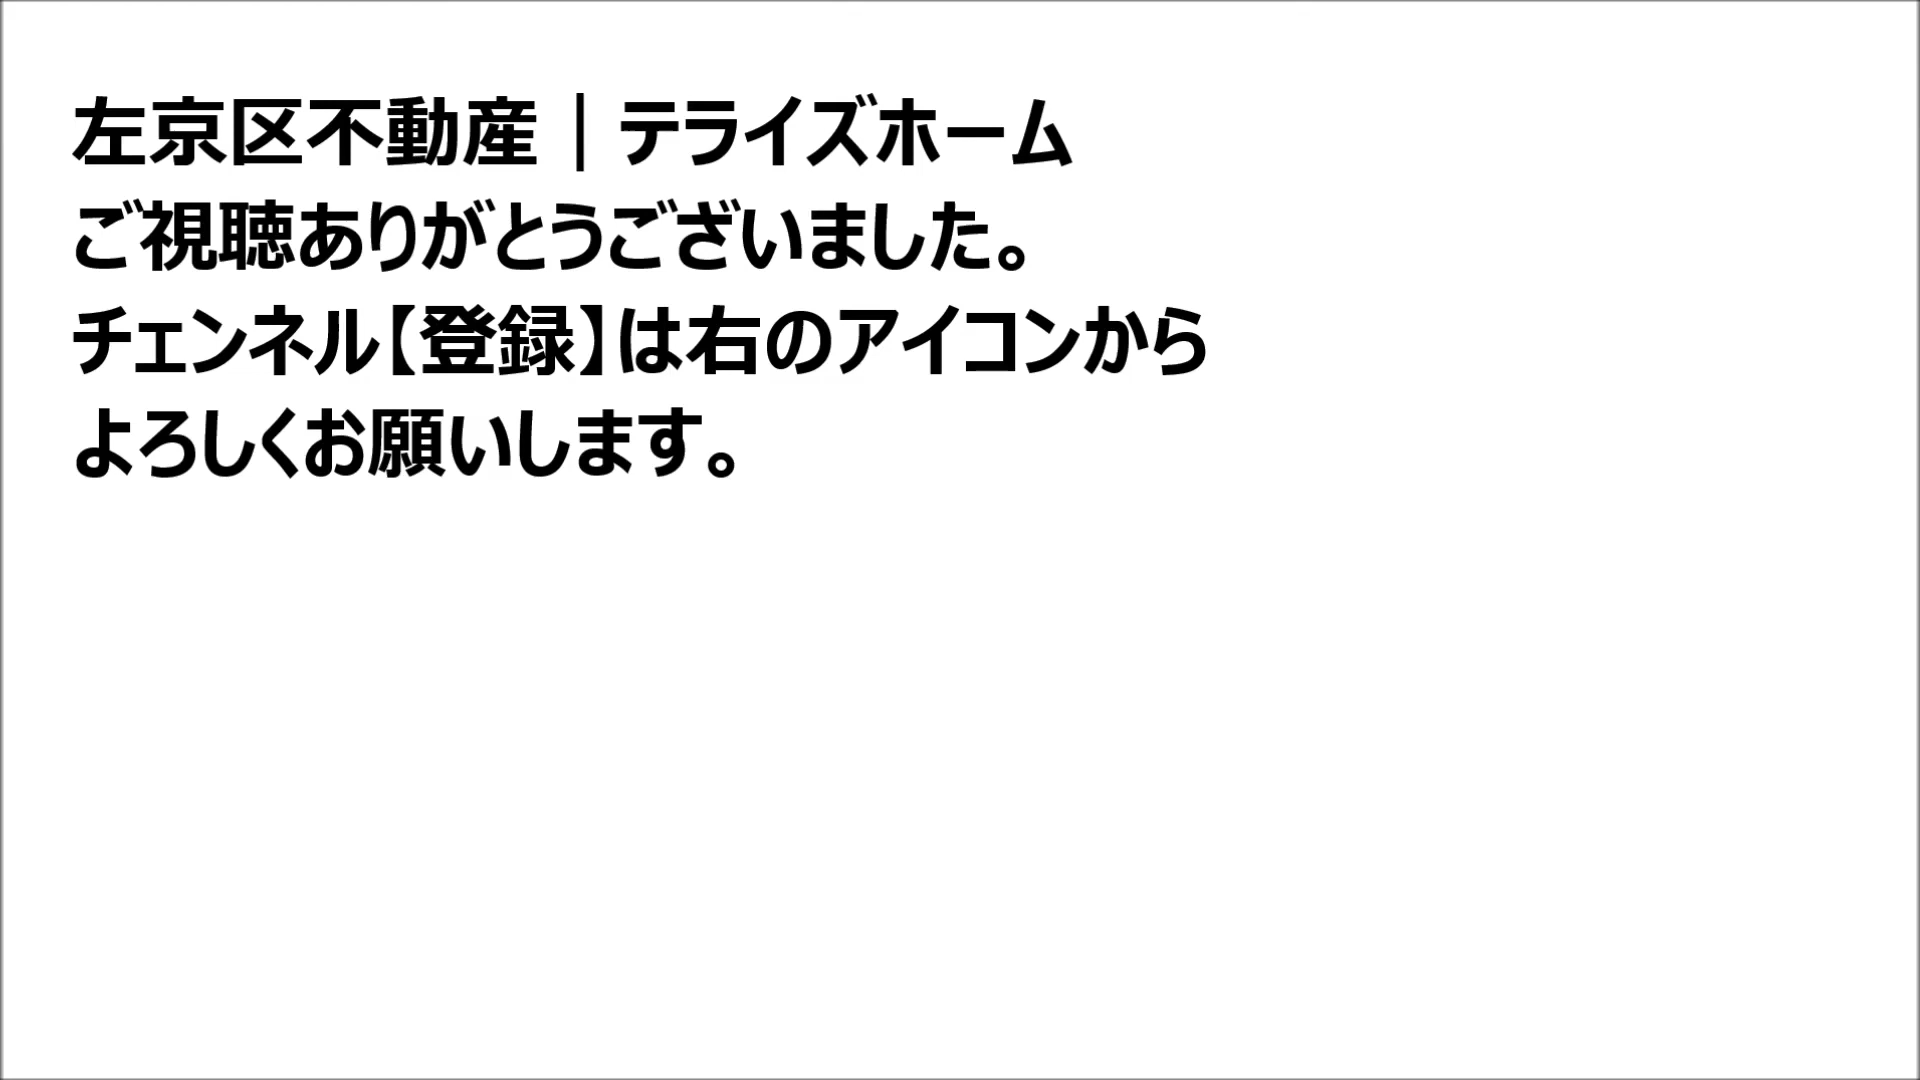 左京区不動産｜テライズホーム
ご視聴ありがとうございました。
チェンネル【登録】は右のアイコンから
よろしくお願いします。